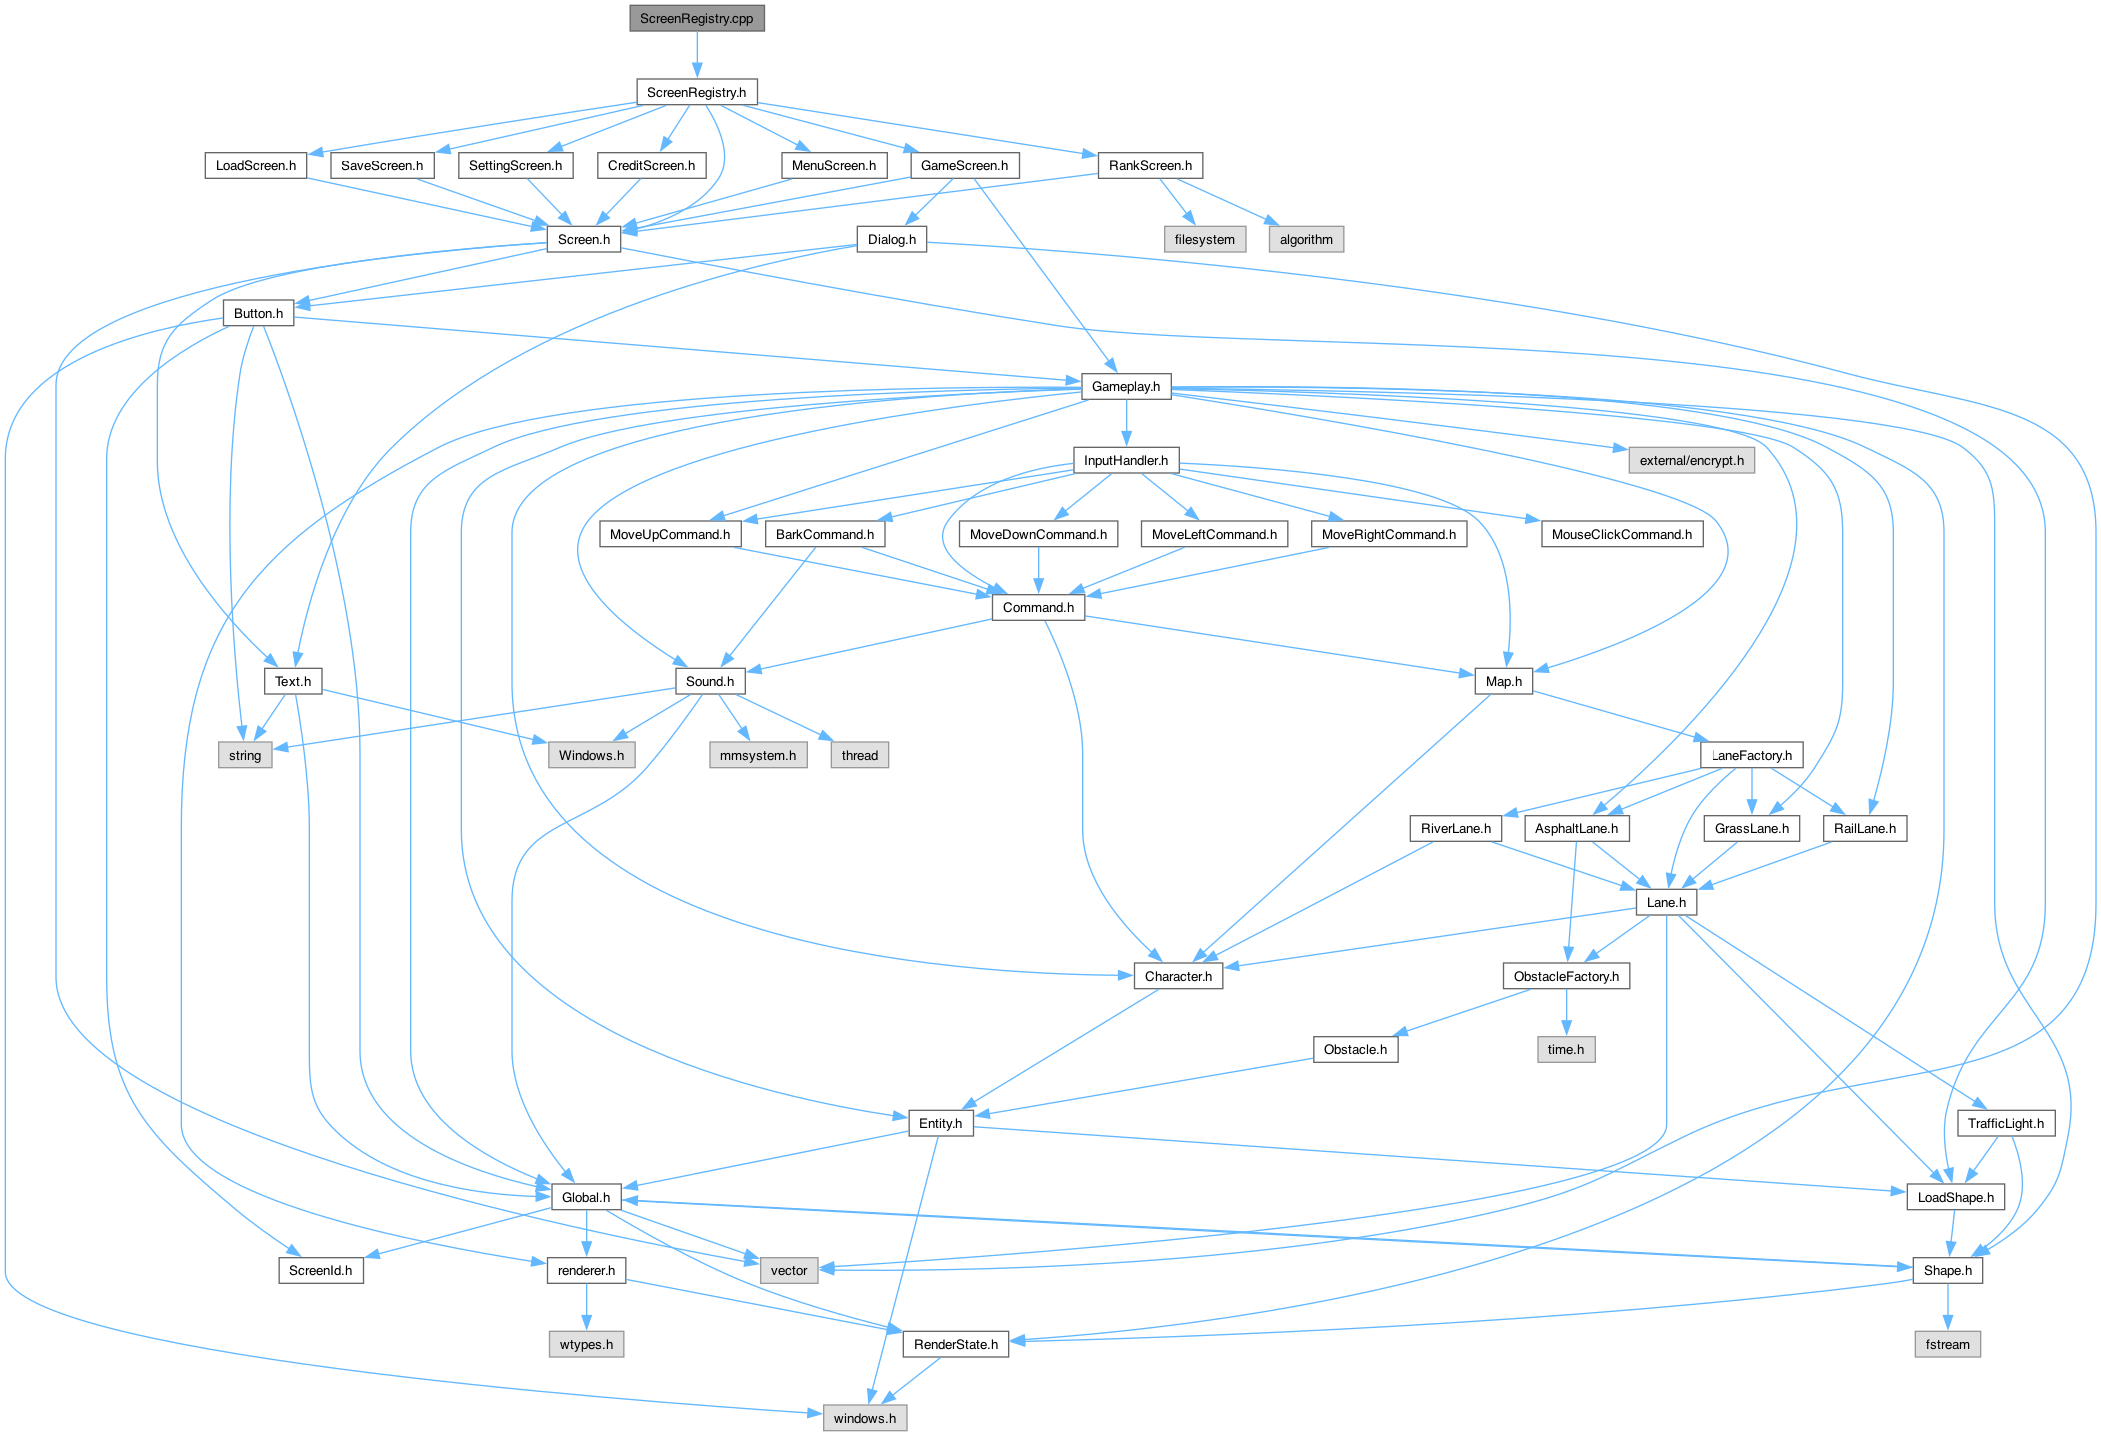 ScreenRegistry.cpp
ScreenRegistry.h
LoadScreen.h
SaveScreen.h
SettingScreen.h
CreditScreen.h
MenuScreen.h
GameScreen.h
RankScreen.h
Screen.h
Dialog.h
filesystem
algorithm
Button.h
Gameplay.h
InputHandler.h
external/encrypt.h
MoveUpCommand.h
BarkCommand.h
MoveDownCommand.h
MoveLeftCommand.h
MoveRightCommand.h
MouseClickCommand.h
Command.h
Text.h
Sound.h
Map.h
string
Windows.h
mmsystem.h
thread
LaneFactory.h
RiverLane.h
AsphaltLane.h
GrassLane.h
RailLane.h
Lane.h
Character.h
ObstacleFactory.h
Obstacle.h
time.h
Entity.h
TrafficLight.h
Global.h
LoadShape.h
ScreenId.h
renderer.h
vector
Shape.h
wtypes.h
RenderState.h
fstream
windows.h